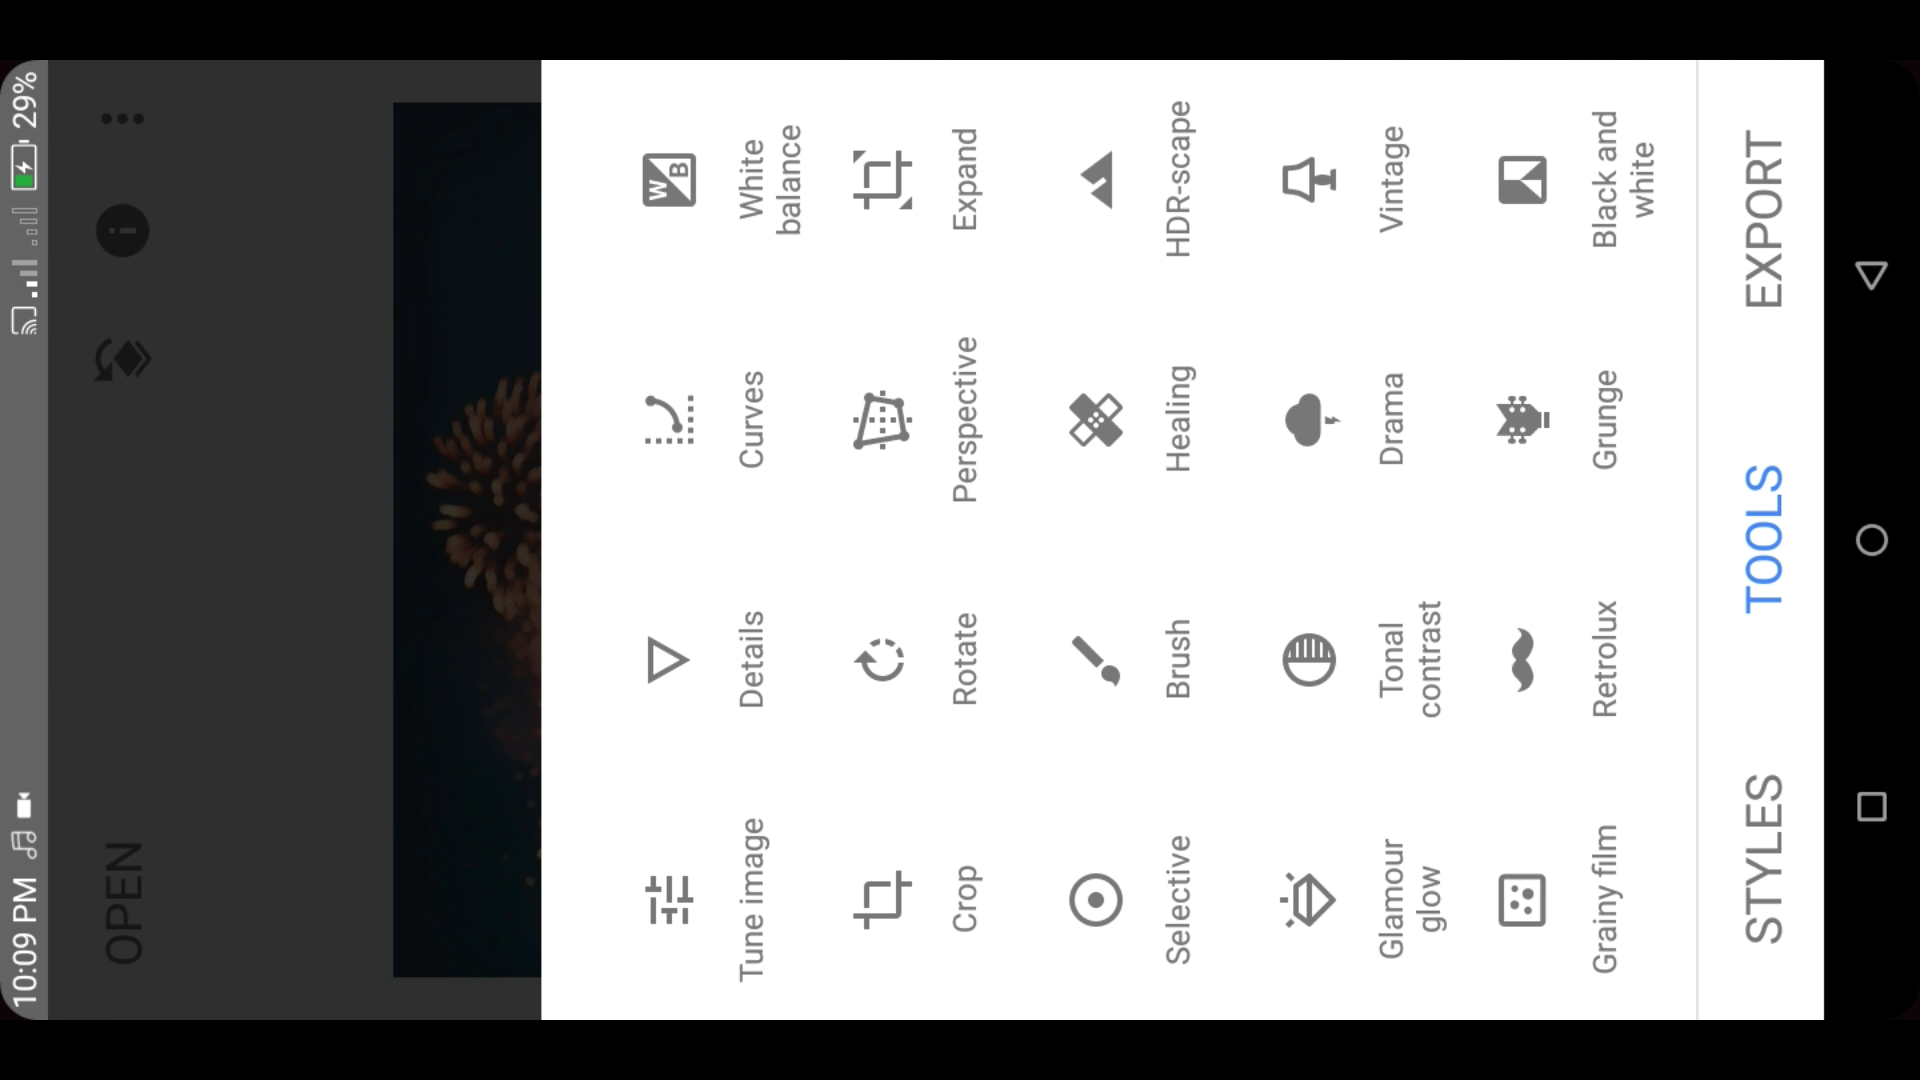 10:09 PM
29%
OPEN
Tune image
Details
Curves
White
balance
Crop
Rotate
Perspective
Expand
Selective
Brush
Healing
HDR-scape
Glamour
glow
Tonal
contrast
Drama
Vintage
Grainy film
Retrolux
Grunge
Black and
white
STYLES
TOOLS
EXPORT